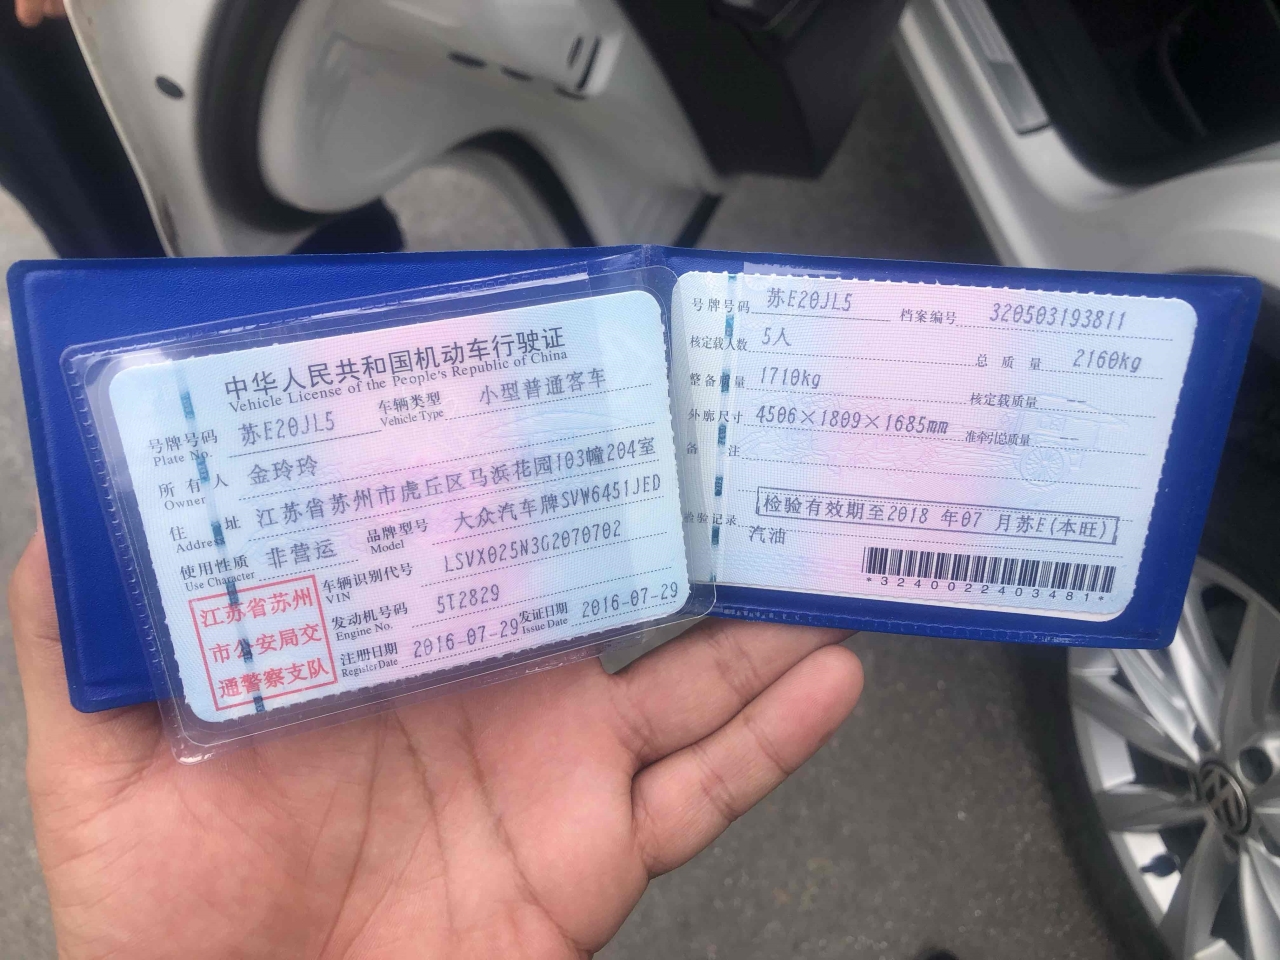 中华人民共和国机动车行驶证
Vehicle License of the People's Republic of China
号牌号码 苏E20JL5 车辆类型 小型普通客车
Plate No. Vehicle Type
所有人 金玲玲
Owner
住址 江苏省苏州市虎丘区马浜花园103幢204室
Address
使用性质 非营运 品牌型号 大众汽车牌SVW6451JED
Use Character Model
江苏省苏州
市公安局交
通警察支队
车辆识别代号 LSVX025N3G2070702
VIN
发动机号码 5T2829
Engine No.
注册日期 2016-07-29 发证日期 2016-07-29
Register Date Issue Date
号牌号码 苏E20JL5 档案编号 320503193811
核定载人数 5人 总质量 2160kg
整备质量 1710kg 核定载质量 --
外廓尺寸 4506×1809×1685mm 准牵引总质量 --
备注
检验有效期至2018年07月苏E(本旺)
检验记录
汽油
*3240022403481*